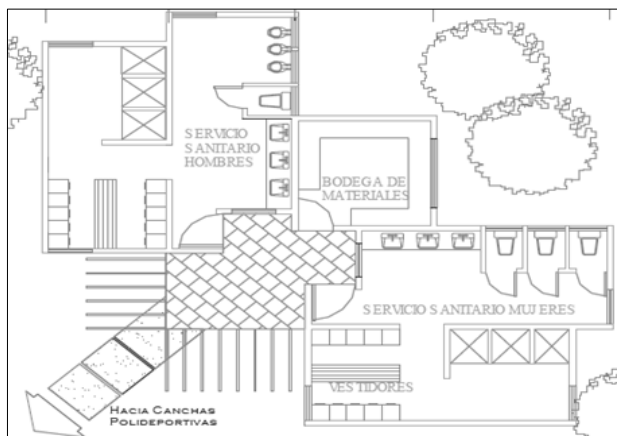 SERVICIO
SANITARIO
HOMBRES
BODEGA DE
MATERIALES
SERVICIO SANITARIO MUJERES
VESTIDORES
HACIA CANCHAS
POLIDEPORTIVAS